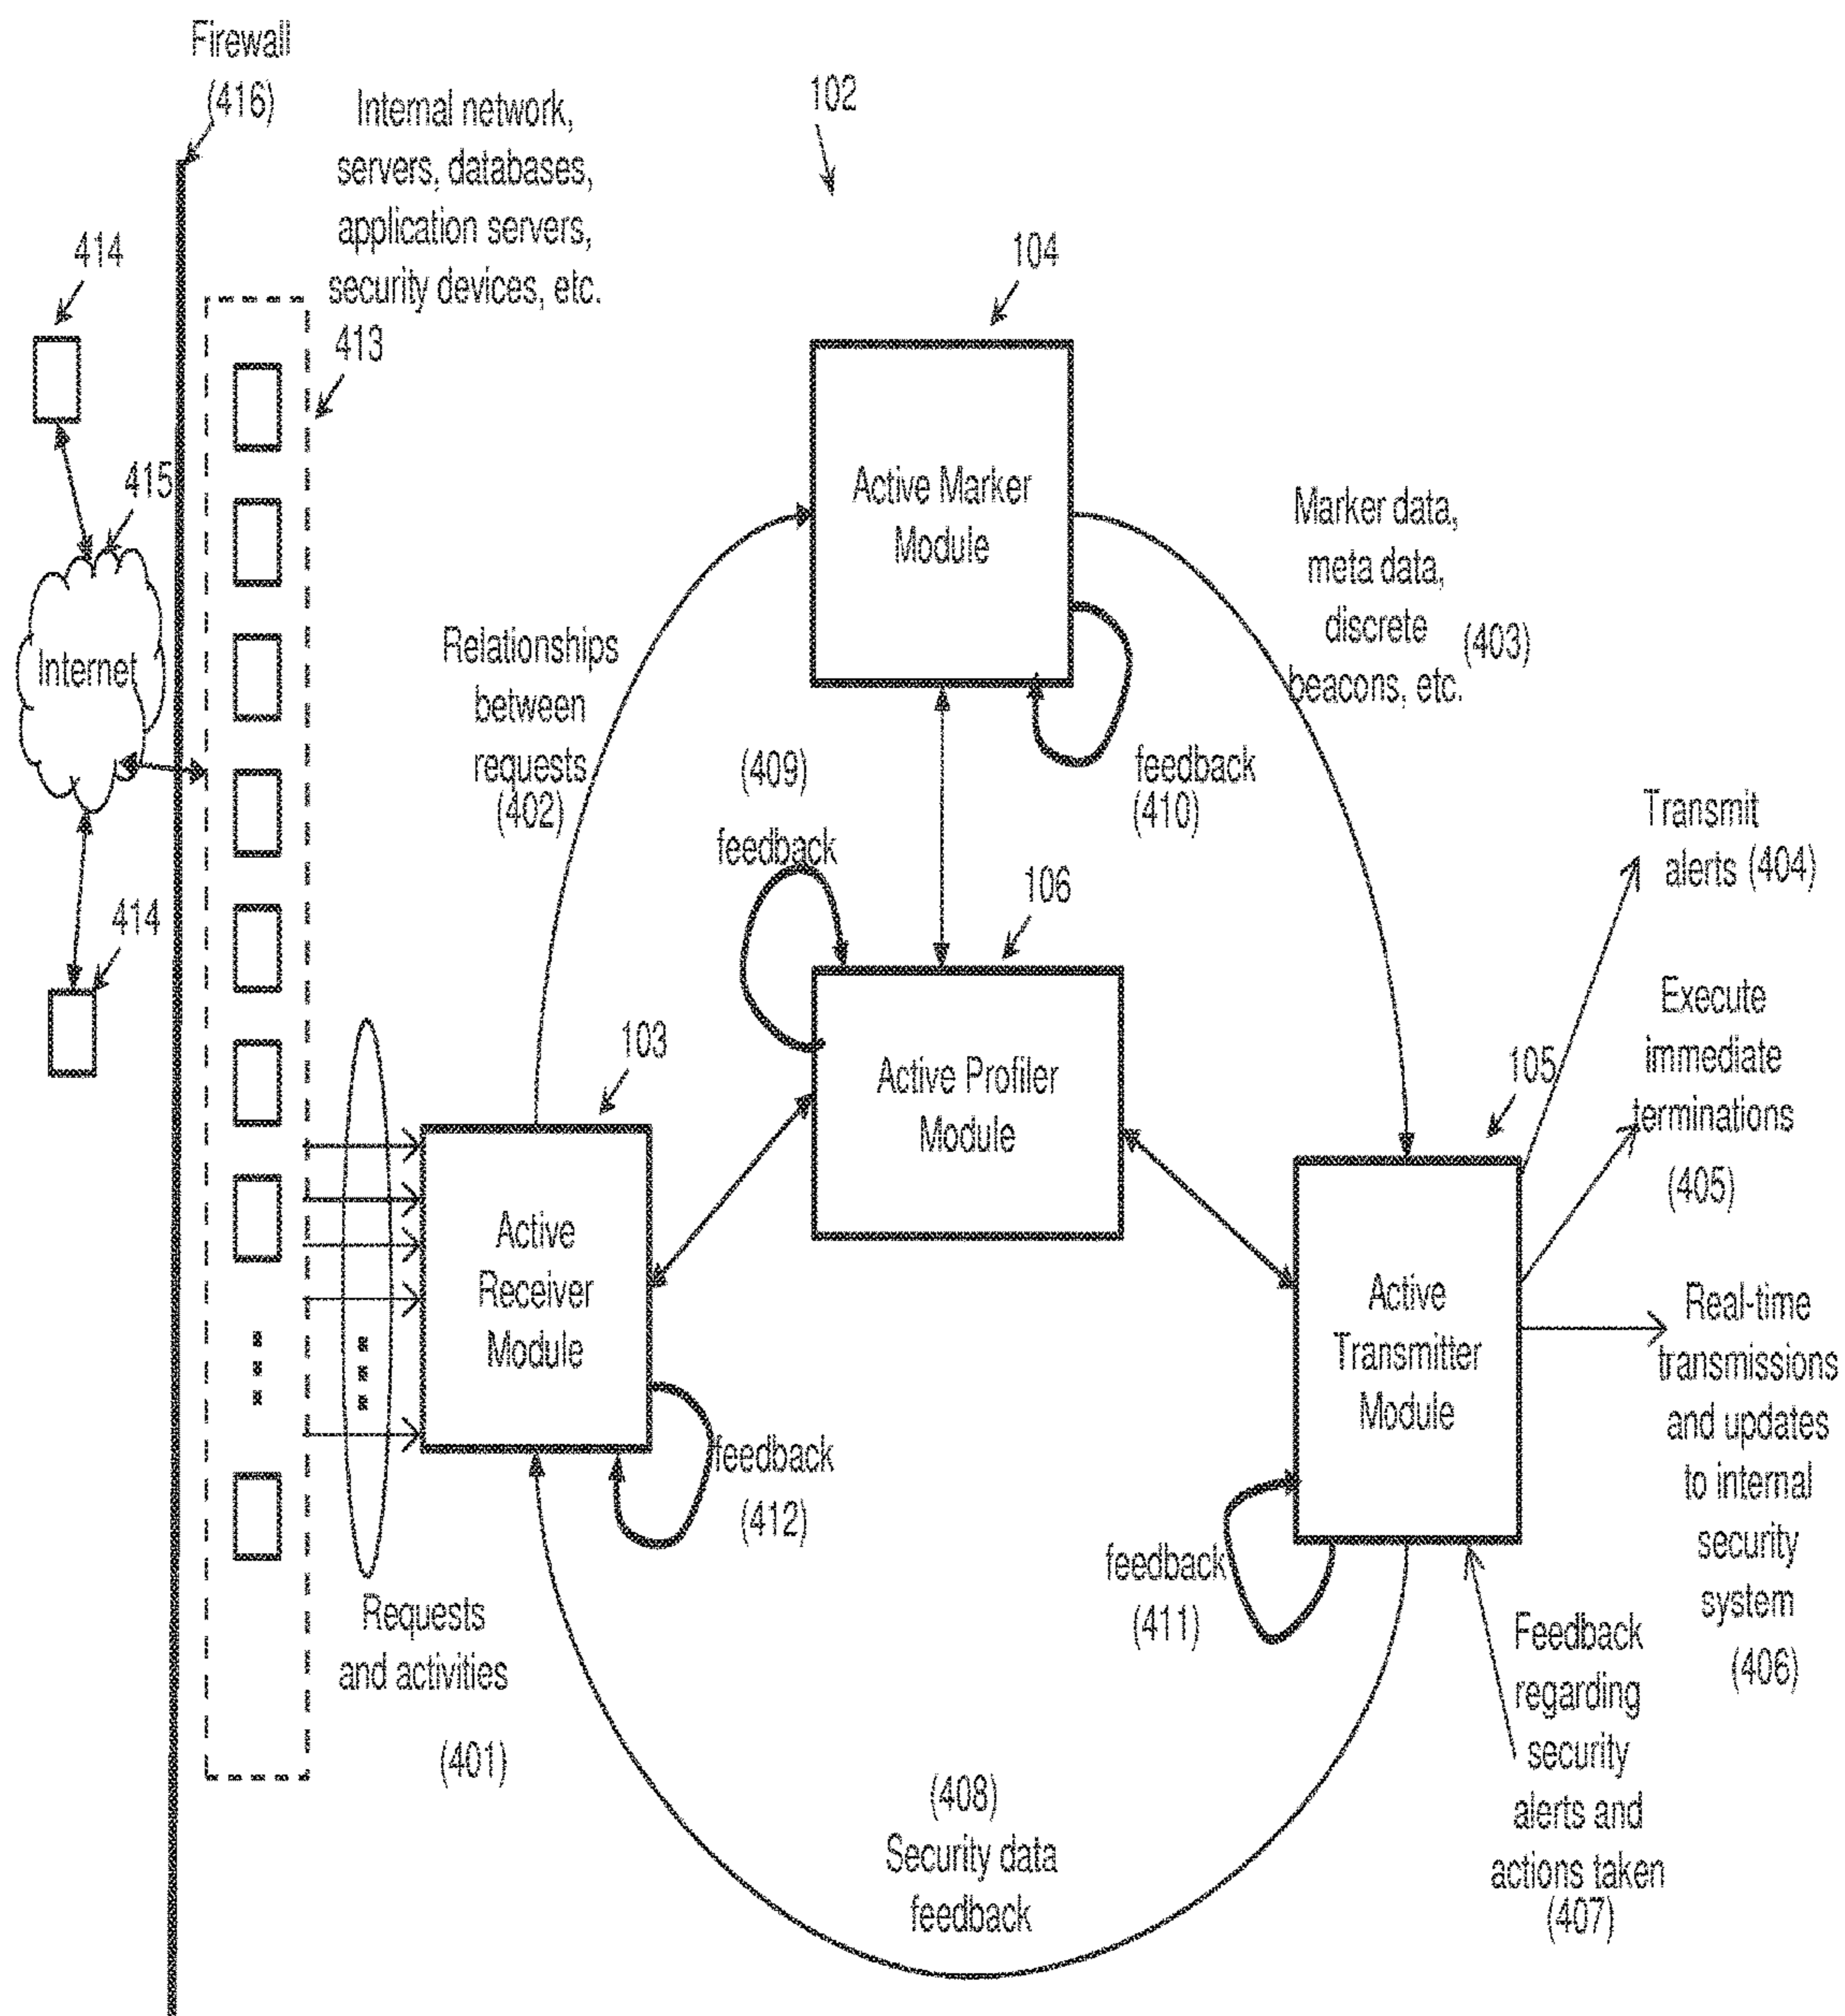 Firewall
(416)
Internal network,
servers, databases,
application servers,
security devices, etc.
413
102
414
415
Internet
414
104
Active Marker
Module
Marker data,
meta data,
discrete
beacons, etc.
(403)
Relationships
between
requests
(402)
(409)
feedback
feedback
(410)
106
Active Profiler
Module
103
Active
Receiver
Module
feedback
(412)
Requests
and activities
(401)
105
Active
Transmitter
Module
feedback
(411)
Transmit
alerts (404)
Execute
immediate
terminations
(405)
Real-time
transmissions
and updates
to internal
security
system
(406)
Feedback
regarding
security
alerts and
actions taken
(407)
(408)
Security data
feedback